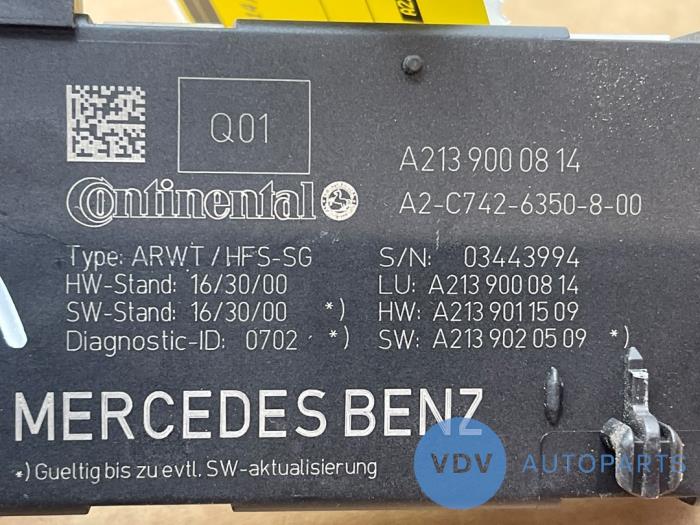 14/
A2
Q01
Continental
A213 900 08 14
A2-C742-6350-8-00
Type: ARWT/HFS-SG
HW-Stand: 16/30/00
SW-Stand: 16/30/00 *)
Diagnostic-ID: 0702 *)
S/N: 03443994
LU: A213 900 08 14
HW: A213 901 15 09
SW: A213 902 05 09 *)
MERCEDES BENZ
*) Gueltig bis zu evtl. SW-aktualisierung
VDV AUTOPARTS